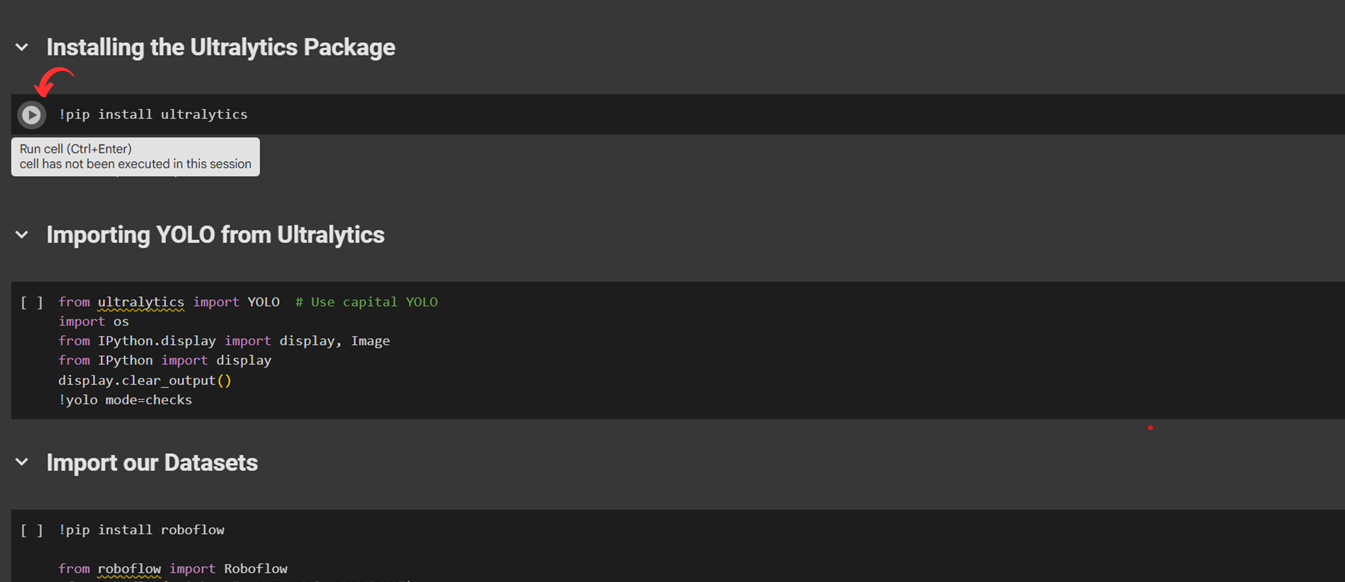 Installing the Ultralytics Package
!pip install ultralytics
Run cell (Ctrl+Enter)
cell has not been executed in this session
Importing YOLO from Ultralytics
[ ] from ultralytics import YOLO  # Use capital YOLO
import os
from IPython.display import display, Image
from IPython import display
display.clear_output()
!yolo mode=checks
Import our Datasets
[ ] !pip install roboflow
from roboflow import Roboflow